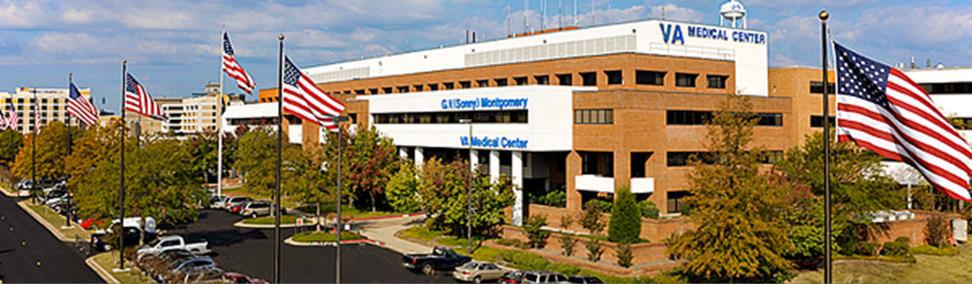 VA MEDICAL CENTER
G.V.(Sonny) Montgomery
VA Medical Center